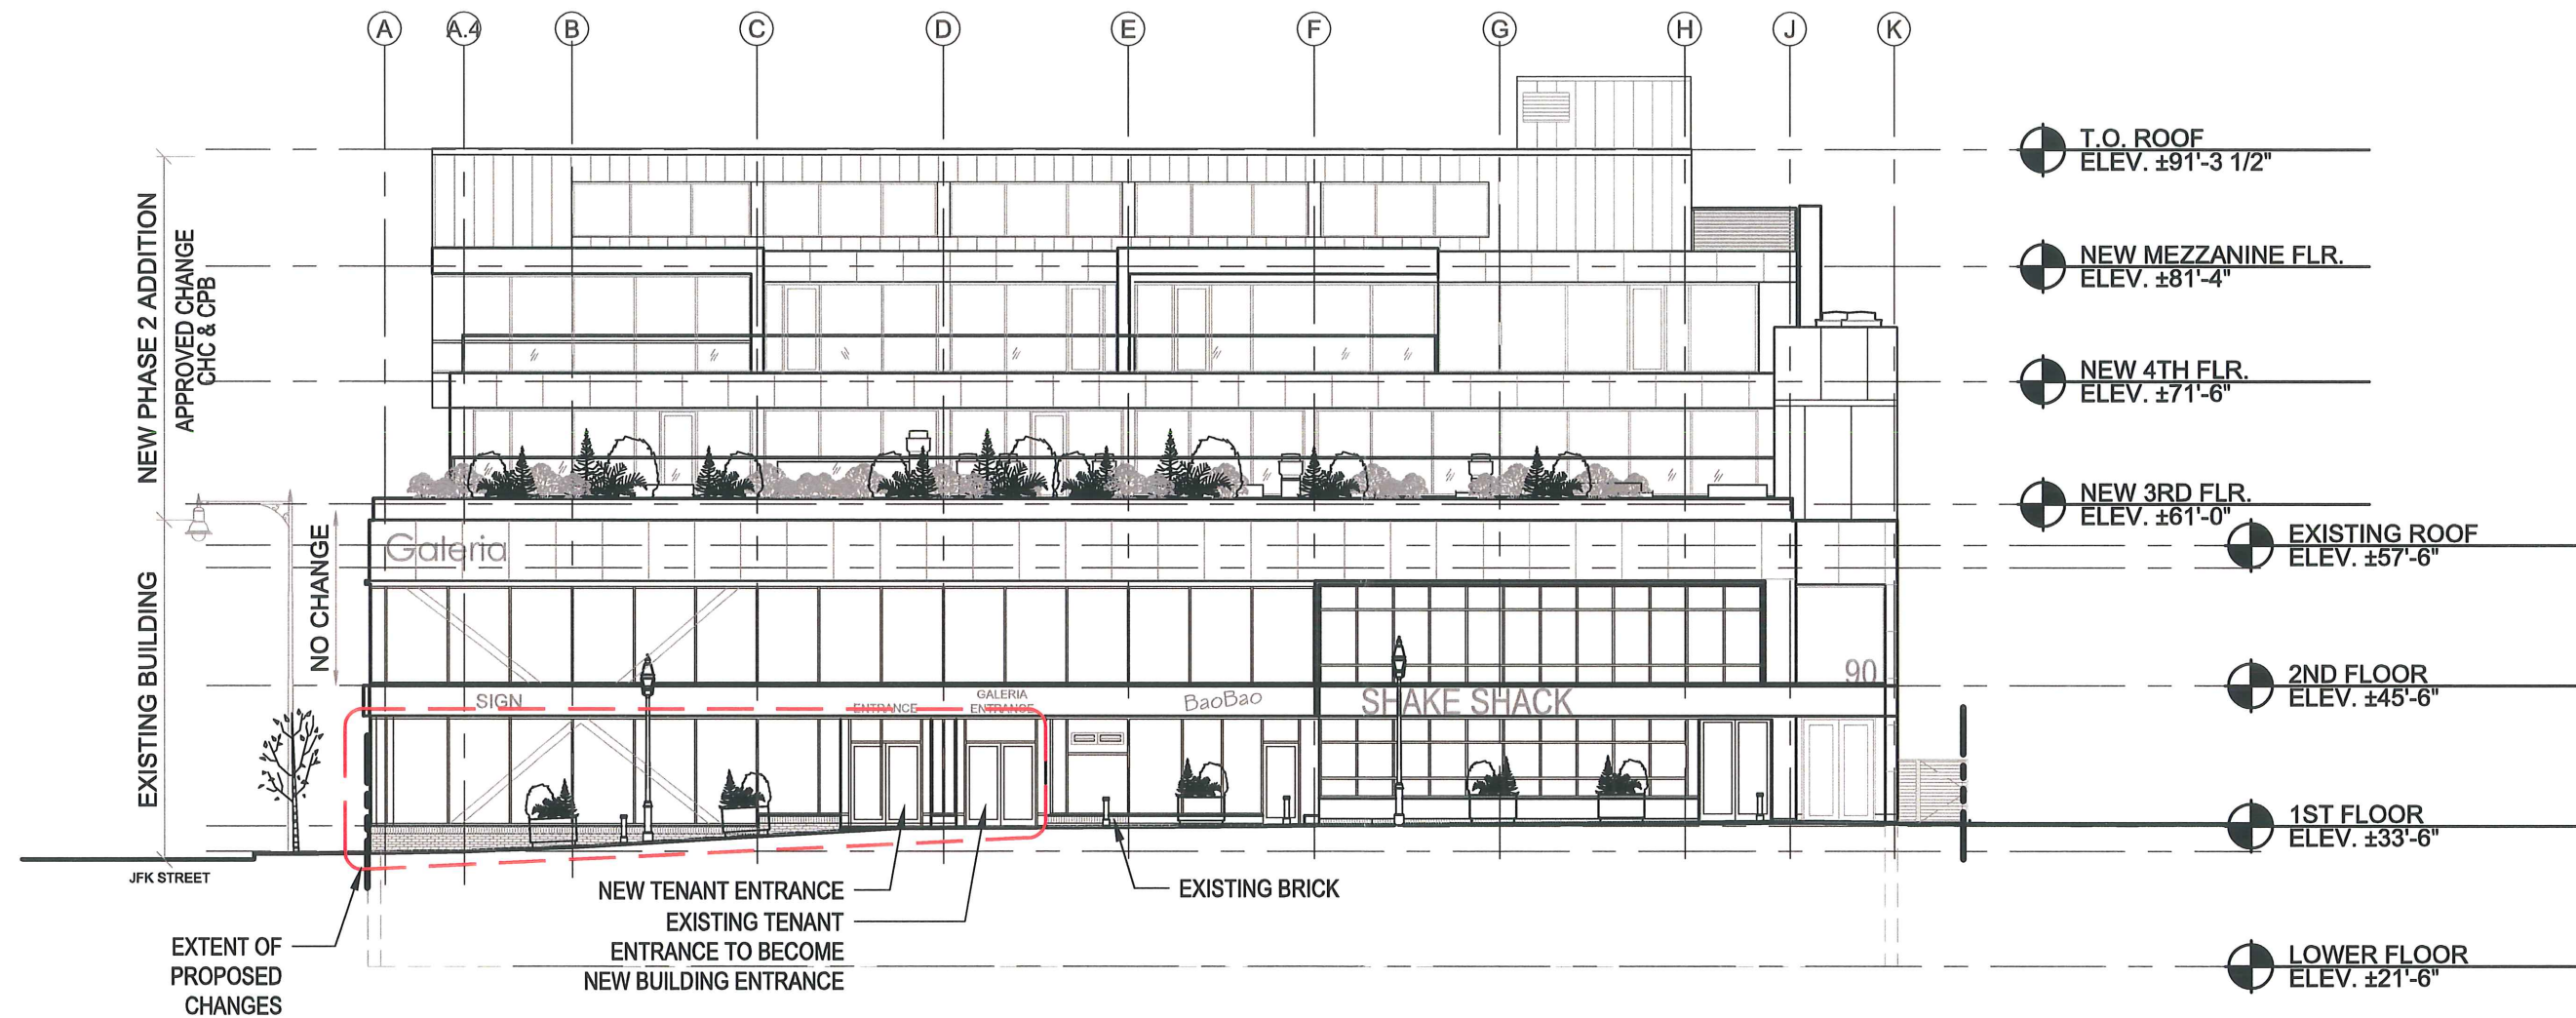 A
A.4
B
C
D
E
F
G
H
J
K
T.O. ROOF
ELEV. ±91'-3 1/2"
NEW MEZZANINE FLR.
ELEV. ±81'-4"
NEW 4TH FLR.
ELEV. ±71'-6"
NEW 3RD FLR.
ELEV. ±61'-0"
EXISTING ROOF
ELEV. ±57'-6"
2ND FLOOR
ELEV. ±45'-6"
1ST FLOOR
ELEV. ±33'-6"
LOWER FLOOR
ELEV. ±21'-6"
NEW PHASE 2 ADDITION
APPROVED CHANGE
CHC & CPB
EXISTING BUILDING
NO CHANGE
Galeria
SIGN
ENTRANCE
GALERIA
ENTRANCE
BaoBao
SHAKE SHACK
90
JFK STREET
EXTENT OF
PROPOSED
CHANGES
NEW TENANT ENTRANCE
EXISTING TENANT
ENTRANCE TO BECOME
NEW BUILDING ENTRANCE
EXISTING BRICK